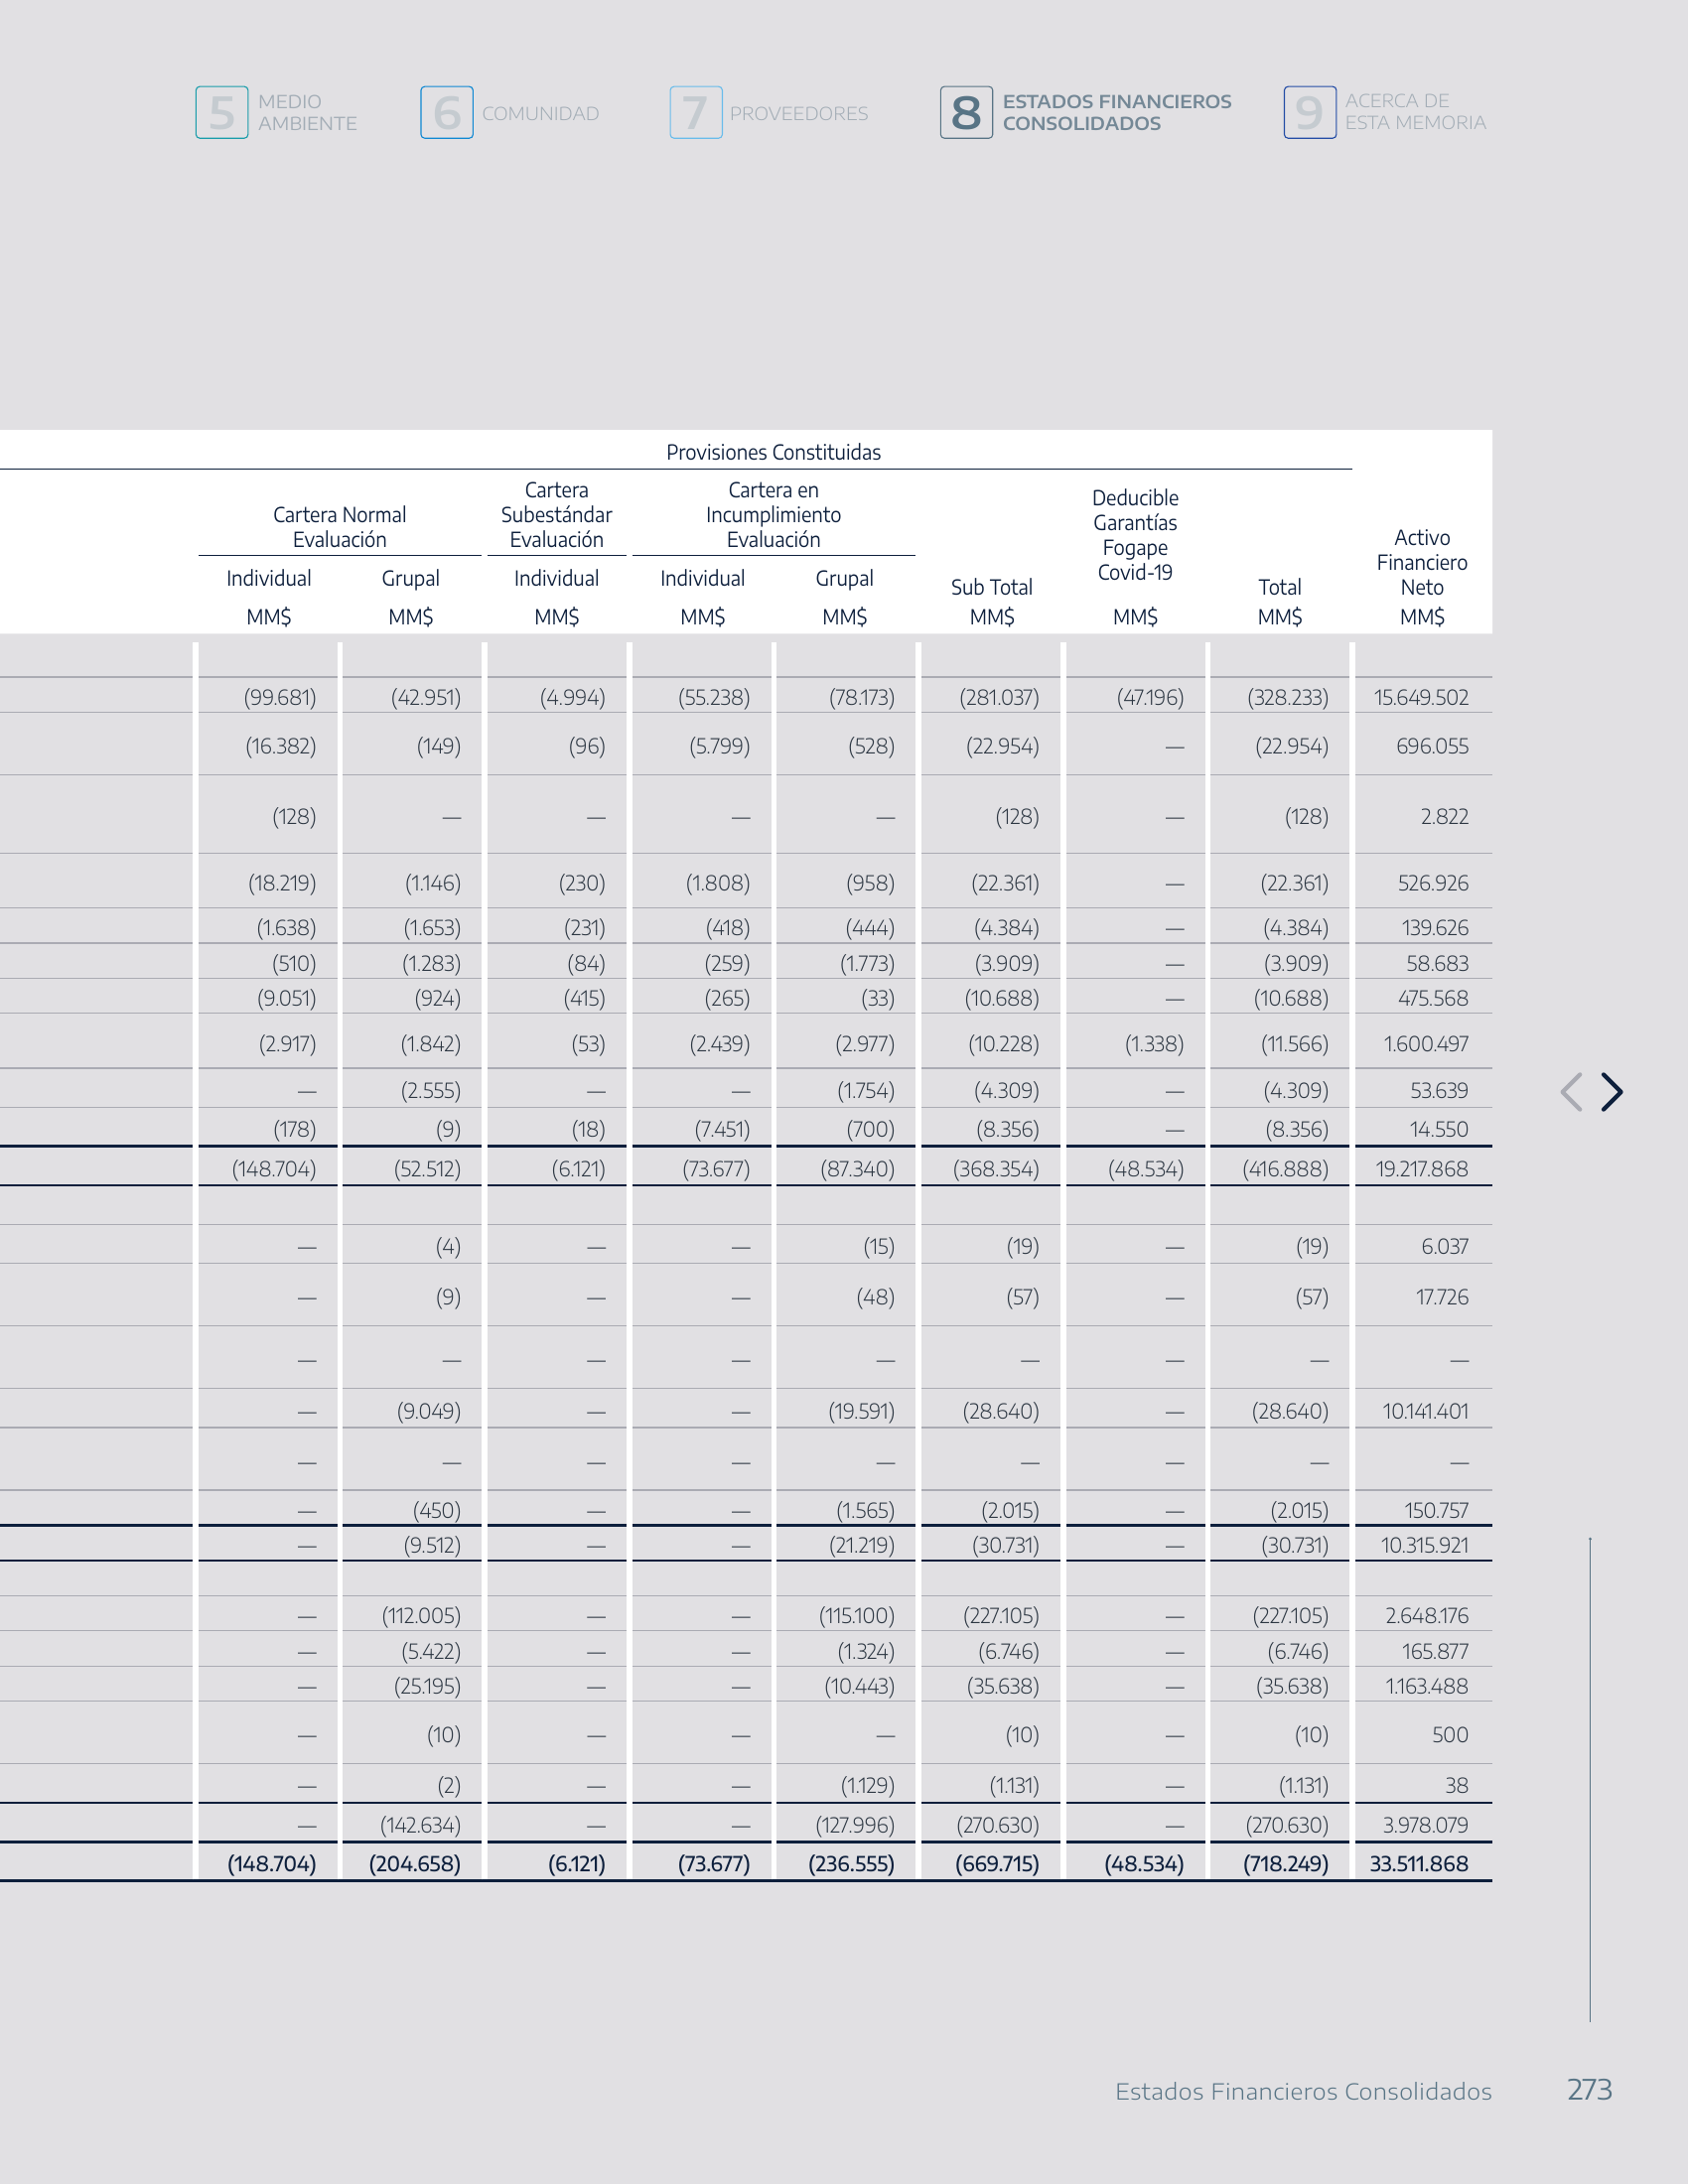 5 MEDIO AMBIENTE 6 COMUNIDAD 7 PROVEEDORES 8 ESTADOS FINANCIEROS CONSOLIDADOS 9 ACERCA DE ESTA MEMORIA
Provisiones Constituidas
Cartera Normal Evaluación
Cartera Subestándar Evaluación
Cartera en Incumplimiento Evaluación
Deducible Garantías Fogape Covid-19
Activo Financiero Neto
Individual Grupal Individual Individual Grupal Sub Total Total
MM$ MM$ MM$ MM$ MM$ MM$ MM$ MM$ MM$
(99.681) (42.951) (4.994) (55.238) (78.173) (281.037) (47.196) (328.233) 15.649.502
(16.382) (149) (96) (5.799) (528) (22.954) — (22.954) 696.055
(128) — — — — (128) — (128) 2.822
(18.219) (1.146) (230) (1.808) (958) (22.361) — (22.361) 526.926
(1.638) (1.653) (231) (418) (444) (4.384) — (4.384) 139.626
(510) (1.283) (84) (259) (1.773) (3.909) — (3.909) 58.683
(9.051) (924) (415) (265) (33) (10.688) — (10.688) 475.568
(2.917) (1.842) (53) (2.439) (2.977) (10.228) (1.338) (11.566) 1.600.497
— (2.555) — — (1.754) (4.309) — (4.309) 53.639
(178) (9) (18) (7.451) (700) (8.356) — (8.356) 14.550
(148.704) (52.512) (6.121) (73.677) (87.340) (368.354) (48.534) (416.888) 19.217.868
— (4) — — (15) (19) — (19) 6.037
— (9) — — (48) (57) — (57) 17.726
— — — — — — — — —
— (9.049) — — (19.591) (28.640) — (28.640) 10.141.401
— — — — — — — — —
— (450) — — (1.565) (2.015) — (2.015) 150.757
— (9.512) — — (21.219) (30.731) — (30.731) 10.315.921
— (112.005) — — (115.100) (227.105) — (227.105) 2.648.176
— (5.422) — — (1.324) (6.746) — (6.746) 165.877
— (25.195) — — (10.443) (35.638) — (35.638) 1.163.488
— (10) — — — (10) — (10) 500
— (2) — — (1.129) (1.131) — (1.131) 38
— (142.634) — — (127.996) (270.630) — (270.630) 3.978.079
(148.704) (204.658) (6.121) (73.677) (236.555) (669.715) (48.534) (718.249) 33.511.868
Estados Financieros Consolidados 273